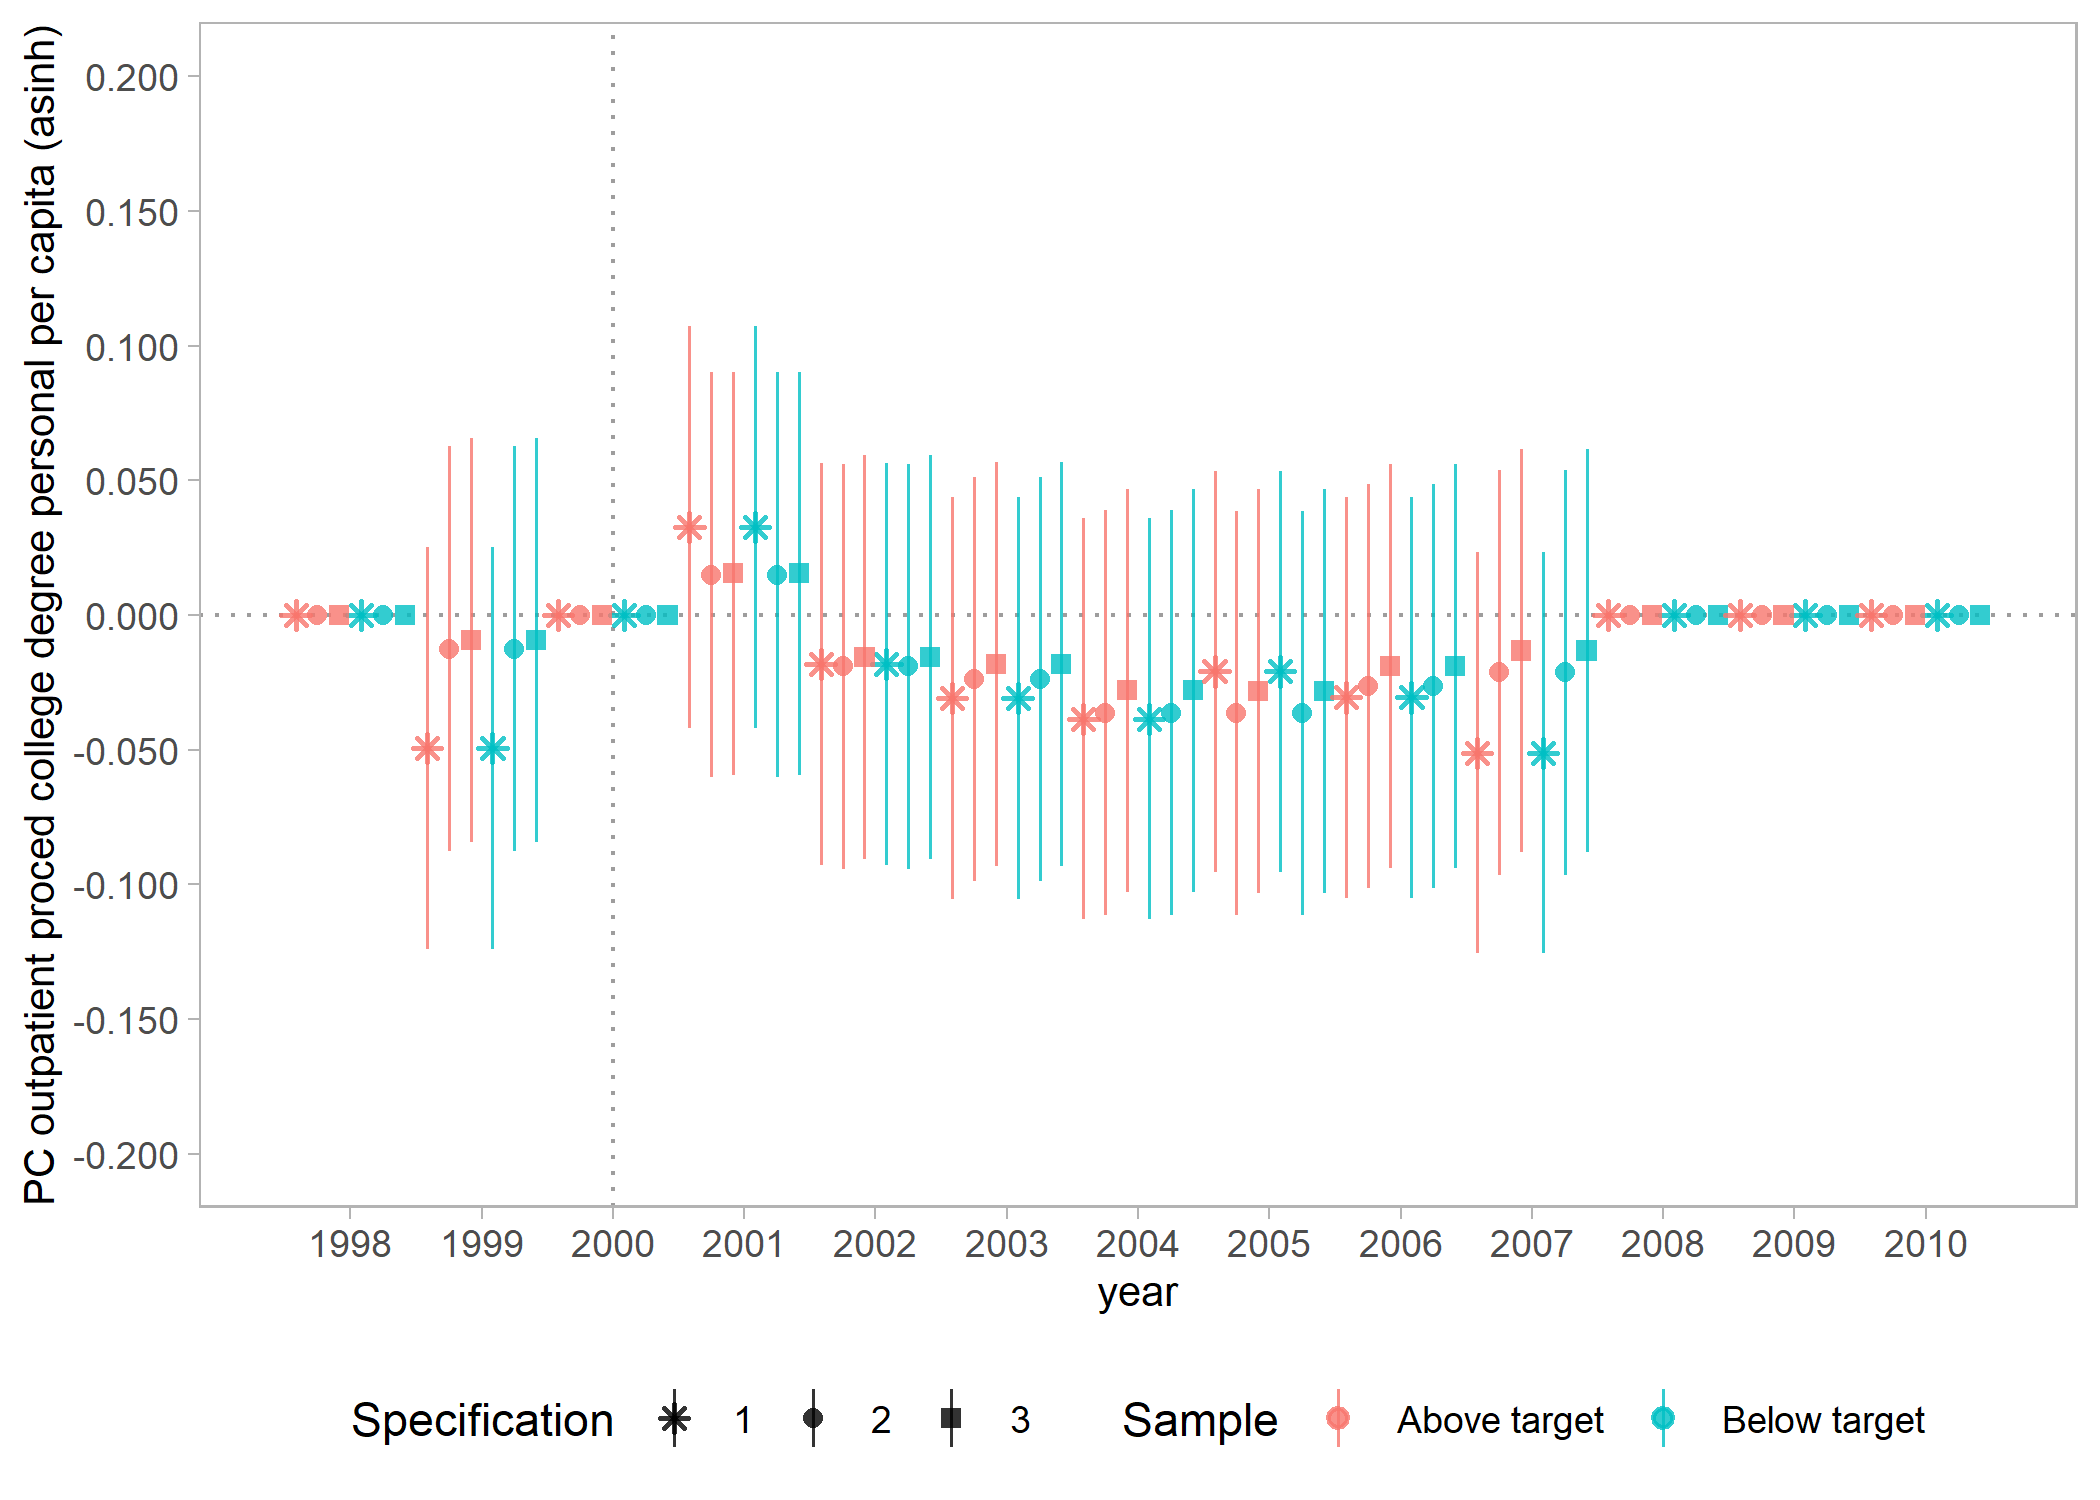 PC outpatient proced college degree personal per capita (asinh)
0.200
0.150
0.100
0.050
0.000
-0.050
-0.100
-0.150
-0.200
1998 1999 2000 2001 2002 2003 2004 2005 2006 2007 2008 2009 2010
year
Specification 1 2 3 Sample Above target Below target